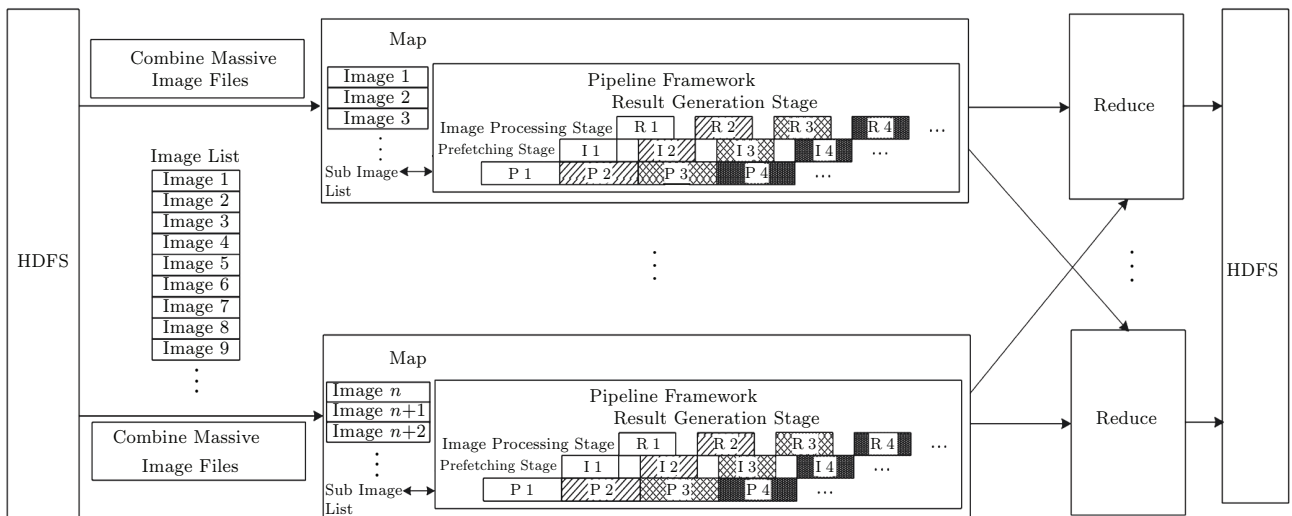 HDFS
Combine Massive
Image Files
Image List
Image 1
Image 2
Image 3
Image 4
Image 5
Image 6
Image 7
Image 8
Image 9
⋮
Combine Massive
Image Files
Map
Image 1
Image 2
Image 3
⋮
Sub Image
List
Pipeline Framework
Result Generation Stage
Image Processing Stage R 1 R 2 R 3 R 4 ...
Prefetching Stage I 1 I 2 I 3 I 4 ...
P 1 P 2 P 3 P 4 ...
⋮
Map
Image n
Image n+1
Image n+2
⋮
Sub Image
List
Pipeline Framework
Result Generation Stage
Image Processing Stage R 1 R 2 R 3 R 4 ...
Prefetching Stage I 1 I 2 I 3 I 4 ...
P 1 P 2 P 3 P 4 ...
Reduce
⋮
Reduce
HDFS